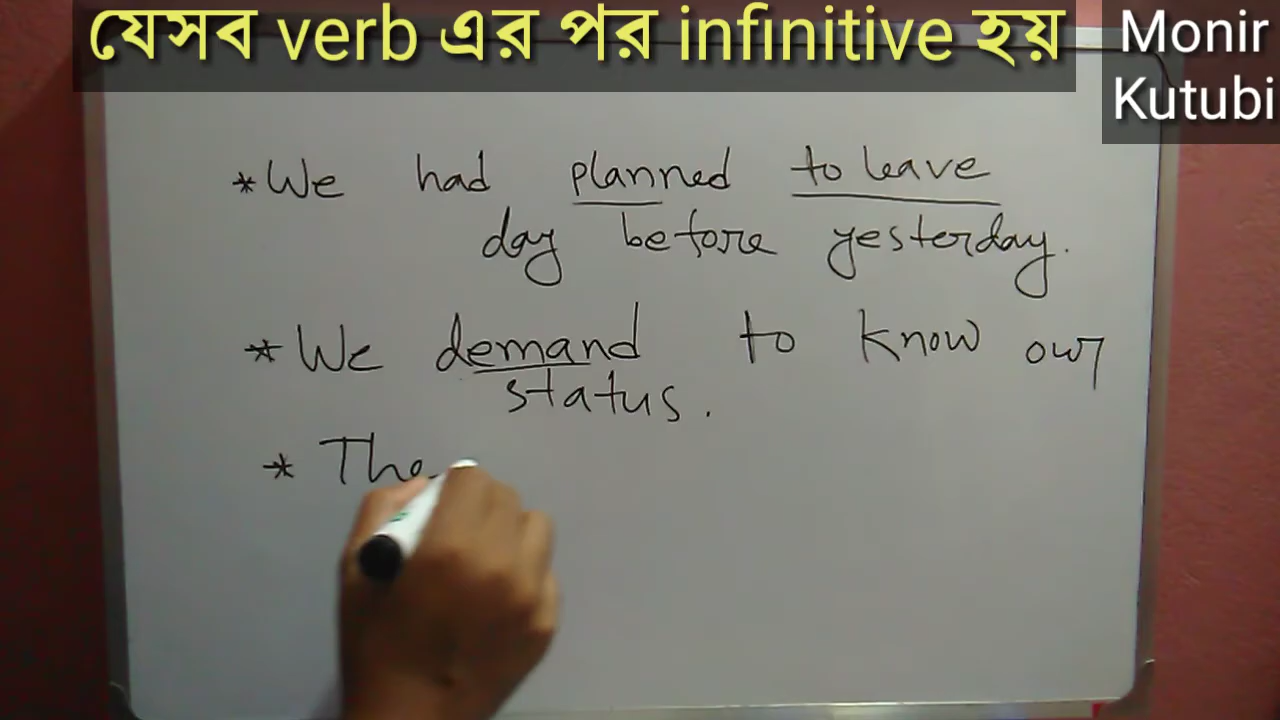 যেসব verb এর পর infinitive হয়
Monir
Kutubi
*We had planned to leave
day before yesterday.
*We demand to know our
status.
* The